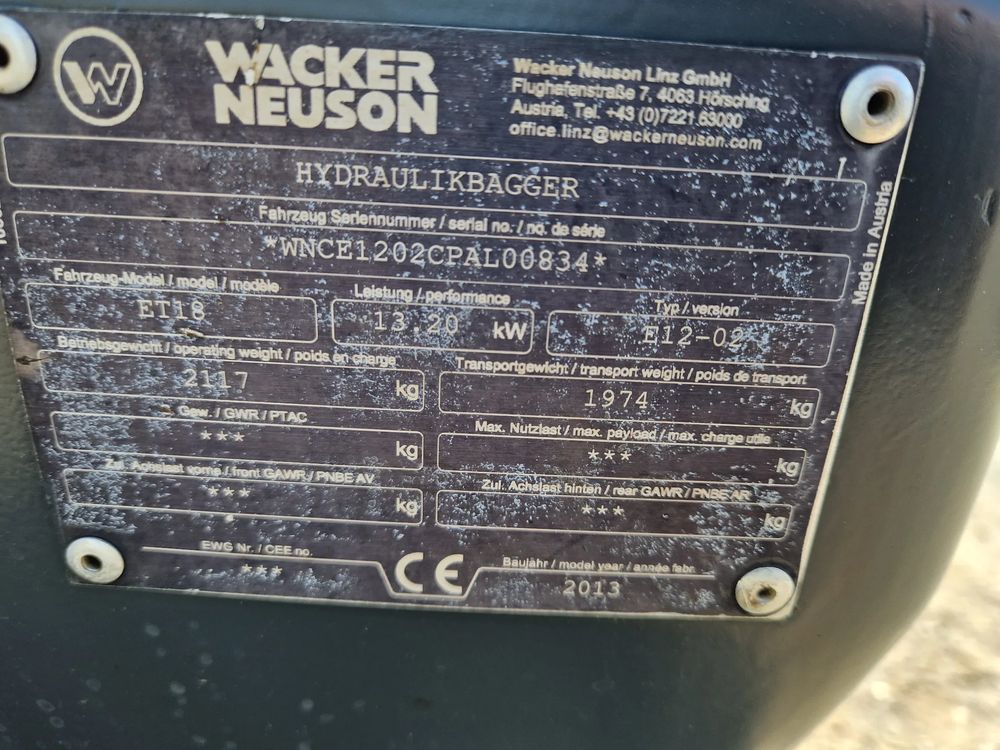 W
WACKER
NEUSON
Wacker Neuson Linz GmbH
Flughafenstraße 7, 4063 Hörsching
Austria, Tel. +43 (0)7221 63000
office.linz@wackerneuson.com
HYDRAULIKBAGGER
Fahrzeug Seriennummer / serial no. / no. de série
*WNCE1202CPAL00834*
Fahrzeug-Model / model / modèle
ET18
Leistung / performance
13.20 kW
Typ / version
E12-02
Betriebsgewicht / operating weight / poids en charge
2117 kg
Transportgewicht / transport weight / poids de transport
1974 kg
Gew. / GWR / PTAC
*** kg
Max. Nutzlast / max. payload / max. charge utile
*** kg
Zul. Achslast vorne / front GAWR / PNBE AV
*** kg
Zul. Achslast hinten / rear GAWR / PNBE AR
*** kg
EWG Nr. / CEE no.
***
CE
Baujahr / model year / année fabr.
2013
Made in Austria